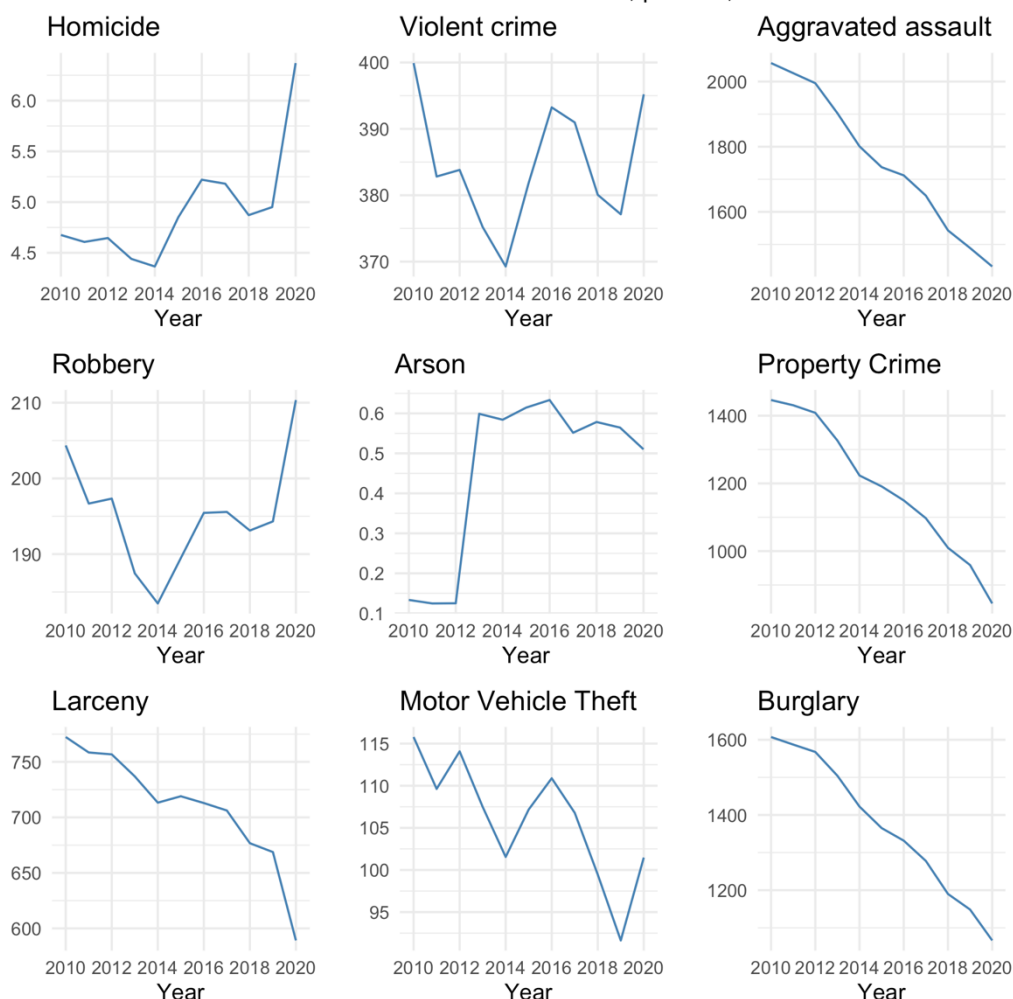 Homicide
6.0
5.5
5.0
4.5
2010 2012 2014 2016 2018 2020
Year
Violent crime
400
390
380
370
2010 2012 2014 2016 2018 2020
Year
Aggravated assault
2000
1800
1600
2010 2012 2014 2016 2018 2020
Year
Robbery
210
200
190
2010 2012 2014 2016 2018 2020
Year
Arson
0.6
0.5
0.4
0.3
0.2
0.1
2010 2012 2014 2016 2018 2020
Year
Property Crime
1400
1200
1000
2010 2012 2014 2016 2018 2020
Year
Larceny
750
700
650
600
2010 2012 2014 2016 2018 2020
Year
Motor Vehicle Theft
115
110
105
100
95
2010 2012 2014 2016 2018 2020
Year
Burglary
1600
1400
1200
2010 2012 2014 2016 2018 2020
Year